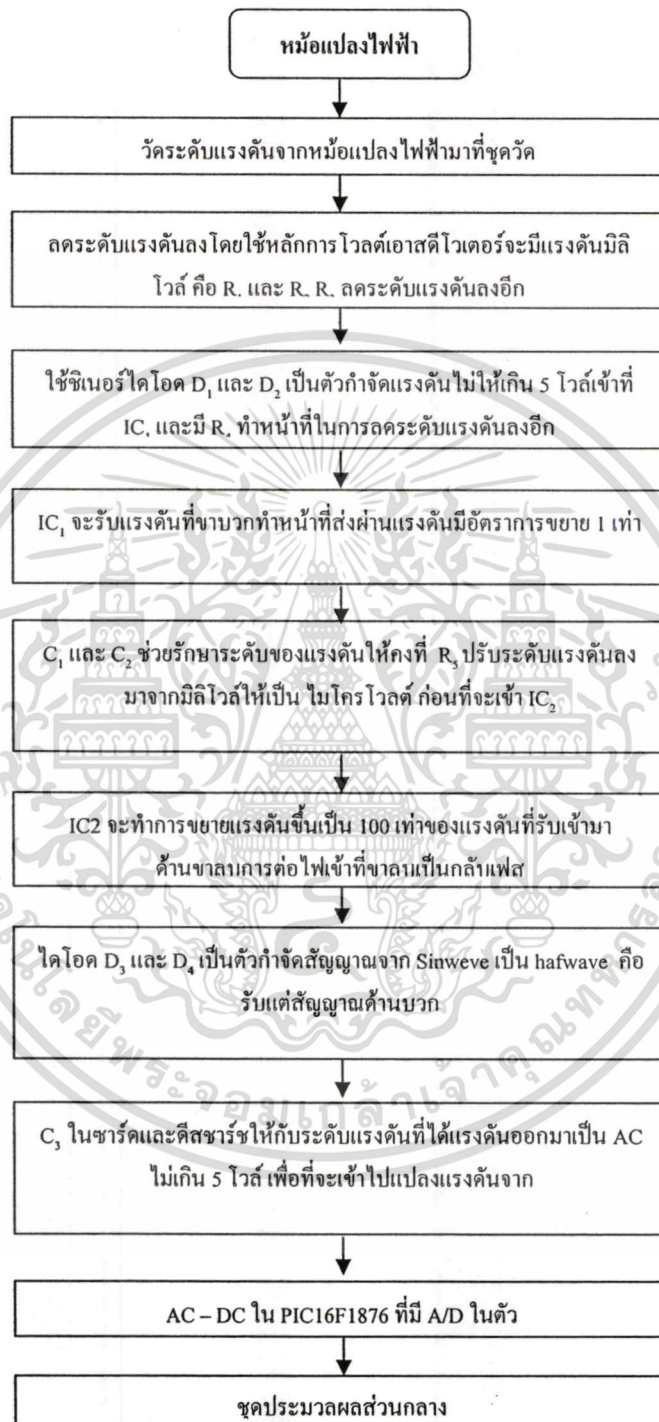 หม้อแปลงไฟฟ้า
วัดระดับแรงดันจากหม้อแปลงไฟฟ้ามาที่ชุดวัด
ลดระดับแรงดันลงโดยใช้หลักการโวลต์เอาสดีโวเตอร์จะมีแรงดันมิลิ
โวล์ คือ R. และ R. R. ลดระดับแรงดันลงอีก
ใช้ซิเนอร์ไดโอด D₁ และ D₂ เป็นตัวกำจัดแรงดันไม่ให้เกิน 5 โวล์เข้าที่
IC. และมี R. ทำหน้าที่ในการลดระดับแรงดันลงอีก
IC₁ จะรับแรงดันที่ขาบวกทำหน้าที่ส่งผ่านแรงดันมีอัตราการขยาย 1 เท่า
C₁ และ C₂ ช่วยรักษาระดับของแรงดันให้คงที่ R₅ ปรับระดับแรงดันลง
มาจากมิลิโวล์ให้เป็น ไมโครโวลต์ ก่อนที่จะเข้า IC₂
IC2 จะทำการขยายแรงดันขึ้นเป็น 100 เท่าของแรงดันที่รับเข้ามา
ด้านขาลบการต่อไฟเข้าที่ขาลบเป็นกลับเฟส
ไดโอด D₃ และ D₄ เป็นตัวกำจัดสัญญาณจาก Sinweve เป็น hafwave คือ
รับแต่สัญญาณด้านบวก
C₃ ในชาร์ดและดีสชาร์ชให้กับระดับแรงดันที่ได้แรงดันออกมาเป็น AC
ไม่เกิน 5 โวล์ เพื่อที่จะเข้าไปแปลงแรงดันจาก
AC – DC ใน PIC16F1876 ที่มี A/D ในตัว
ชุดประมวลผลส่วนกลาง